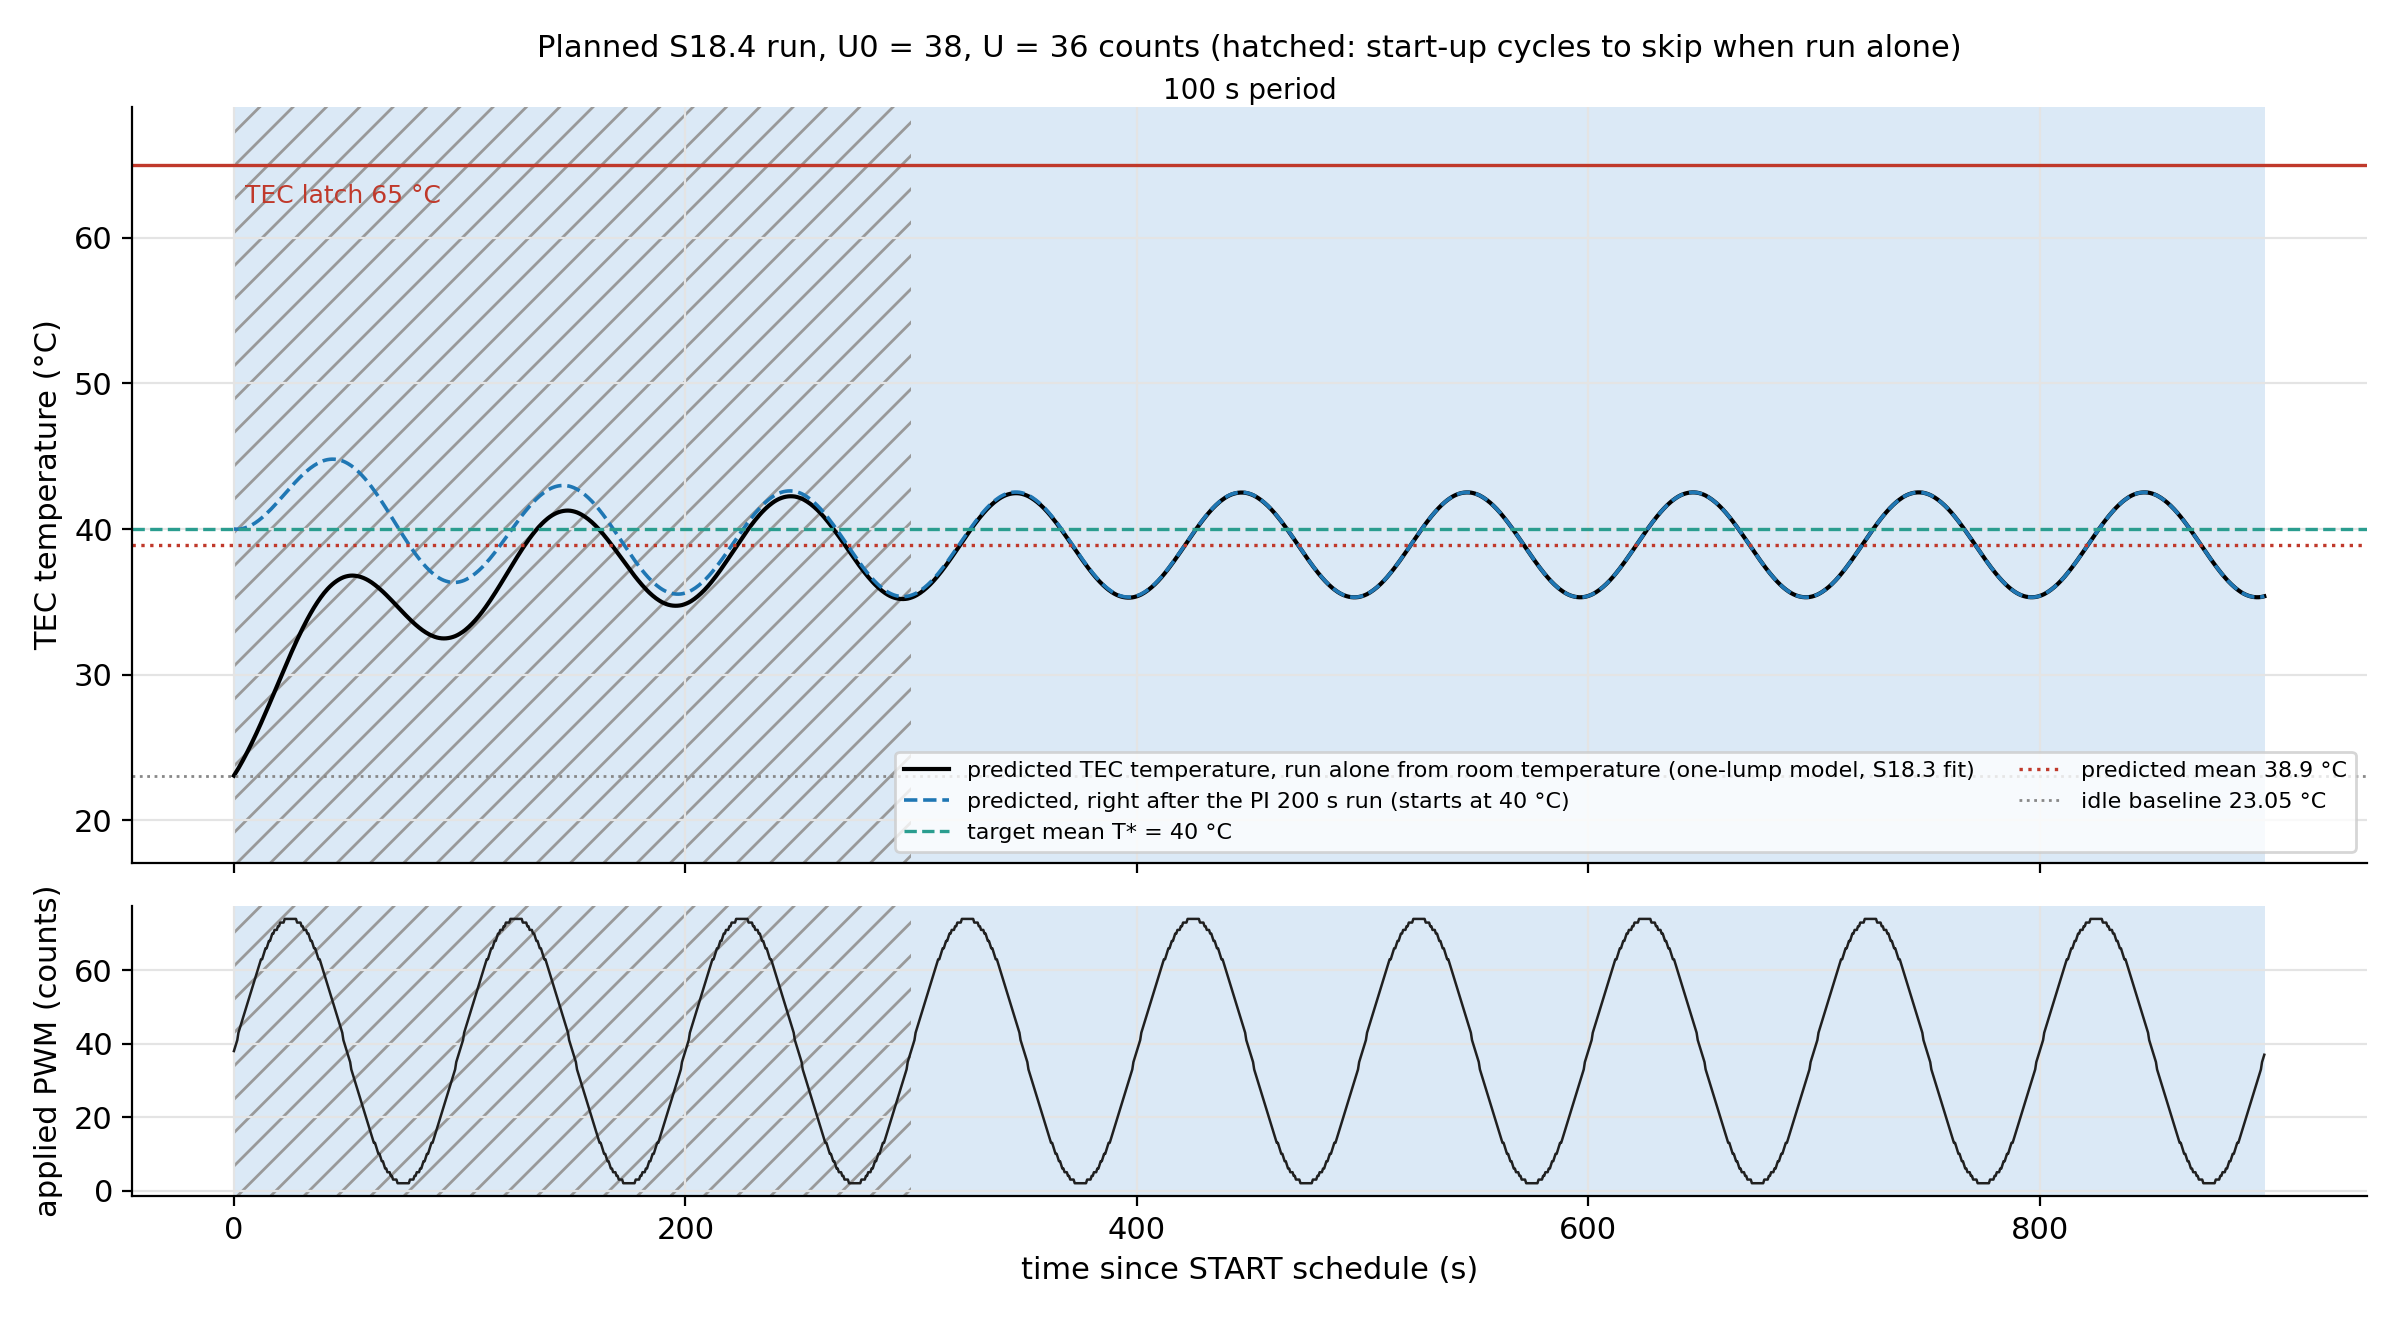 Planned S18.4 run, U0 = 38, U = 36 counts (hatched: start-up cycles to skip when run alone)
100 s period
TEC temperature (°C)
60
50
40
30
20
TEC latch 65 °C
predicted TEC temperature, run alone from room temperature (one-lump model, S18.3 fit)
predicted, right after the PI 200 s run (starts at 40 °C)
target mean T* = 40 °C
predicted mean 38.9 °C
idle baseline 23.05 °C
applied PWM (counts)
60
40
20
0
0 200 400 600 800
time since START schedule (s)